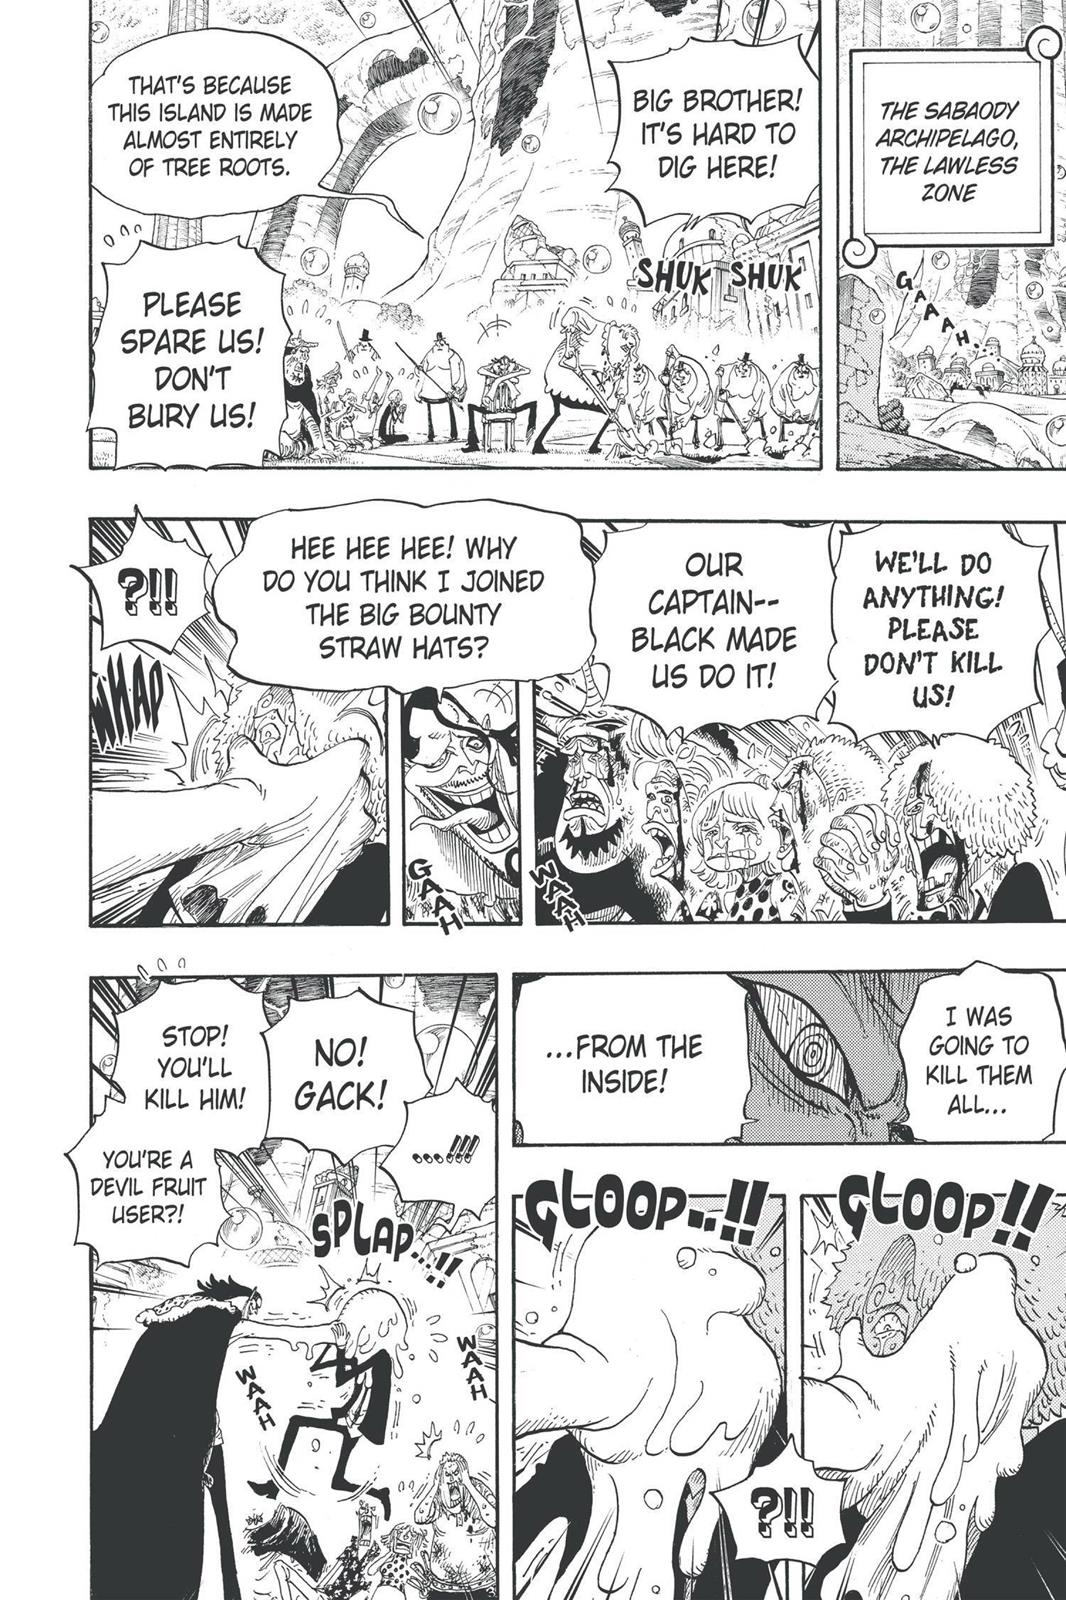 THE SABAODY
ARCHIPELAGO,
THE LAWLESS
ZONE
GAAAH.
BIG BROTHER!
IT'S HARD TO
DIG HERE!
SHUK SHUK
THAT'S BECAUSE
THIS ISLAND IS MADE
ALMOST ENTIRELY
OF TREE ROOTS.
PLEASE
SPARE US!
DON'T
BURY US!
WE'LL DO
ANYTHING!
PLEASE
DON'T KILL
US!
OUR
CAPTAIN--
BLACK MADE
US DO IT!
WAAH
HEE HEE HEE! WHY
DO YOU THINK I JOINED
THE BIG BOUNTY
STRAW HATS?
GAAH
?!!
WHAP
I WAS
GOING TO
KILL THEM
ALL...
...FROM THE
INSIDE!
GLOOP!!
GLOOP..!!
?!!
...!!!
NO!
GACK!
STOP!
YOU'LL
KILL HIM!
YOU'RE A
DEVIL FRUIT
USER?!
SPLAP...!!
WAAH
WAAH